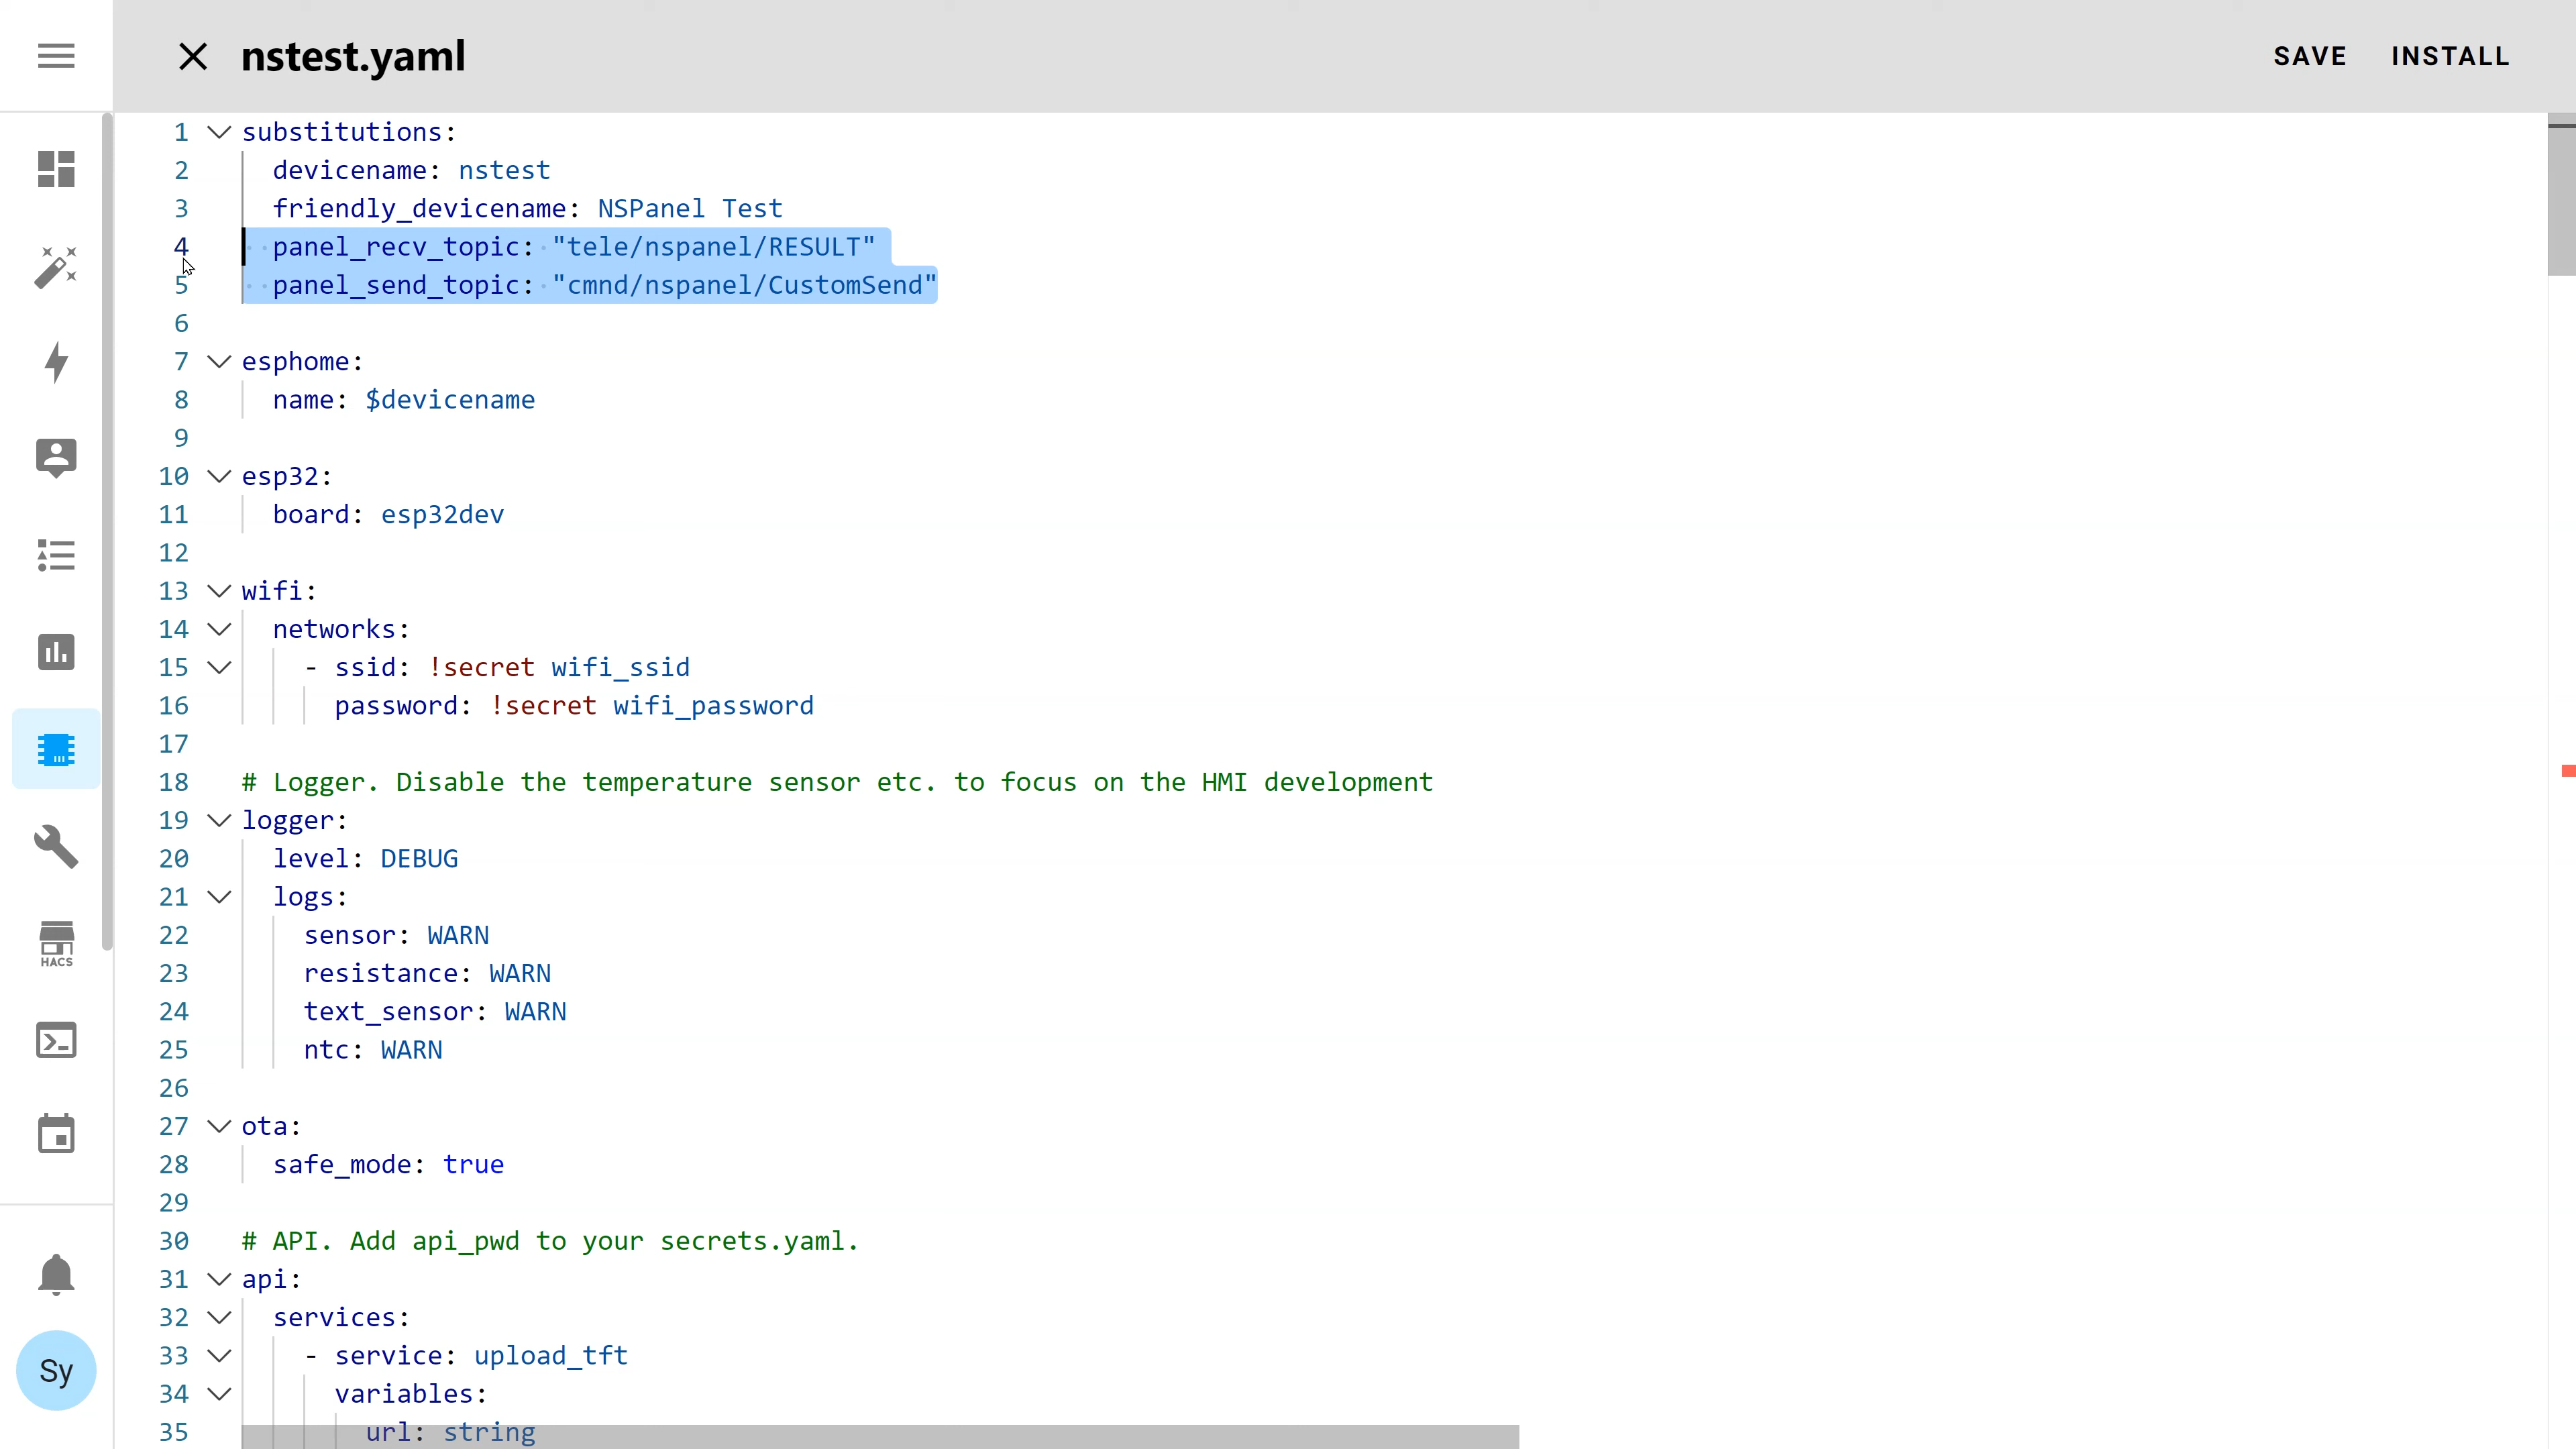 nstest.yaml
SAVE INSTALL
1 substitutions:
2 devicename: nstest
3 friendly_devicename: NSPanel Test
4 panel_recv_topic: "tele/nspanel/RESULT"
5 panel_send_topic: "cmnd/nspanel/CustomSend"
6
7 esphome:
8 name: $devicename
9
10 esp32:
11 board: esp32dev
12
13 wifi:
14 networks:
15 - ssid: !secret wifi_ssid
16 password: !secret wifi_password
17
18 # Logger. Disable the temperature sensor etc. to focus on the HMI development
19 logger:
20 level: DEBUG
21 logs:
22 sensor: WARN
23 resistance: WARN
24 text_sensor: WARN
25 ntc: WARN
26
27 ota:
28 safe_mode: true
29
30 # API. Add api_pwd to your secrets.yaml.
31 api:
32 services:
33 - service: upload_tft
34 variables:
35 url: string
HACS
Sy